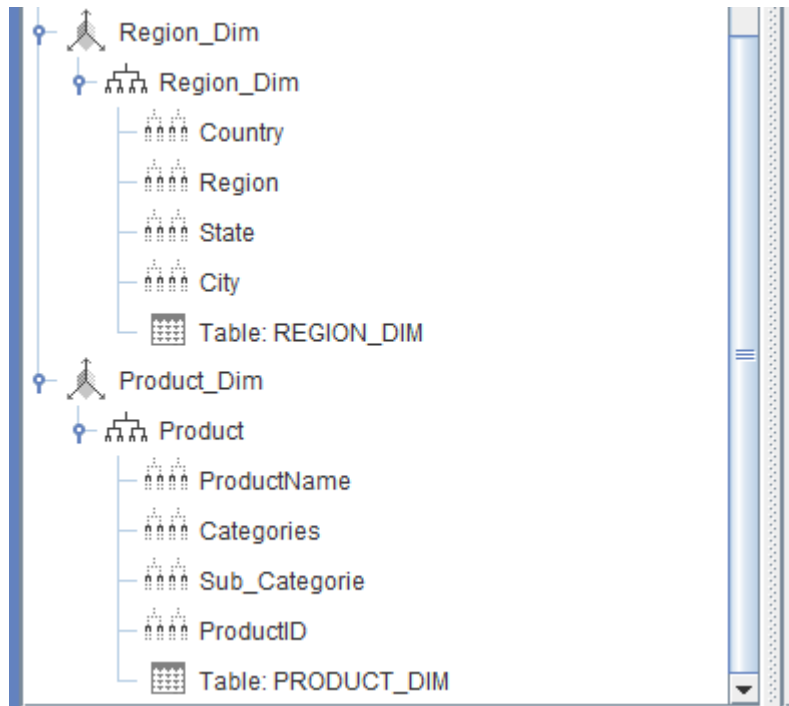 Region_Dim
Region_Dim
Country
Region
State
City
Table: REGION_DIM
Product_Dim
Product
ProductName
Categories
Sub_Categorie
ProductID
Table: PRODUCT_DIM